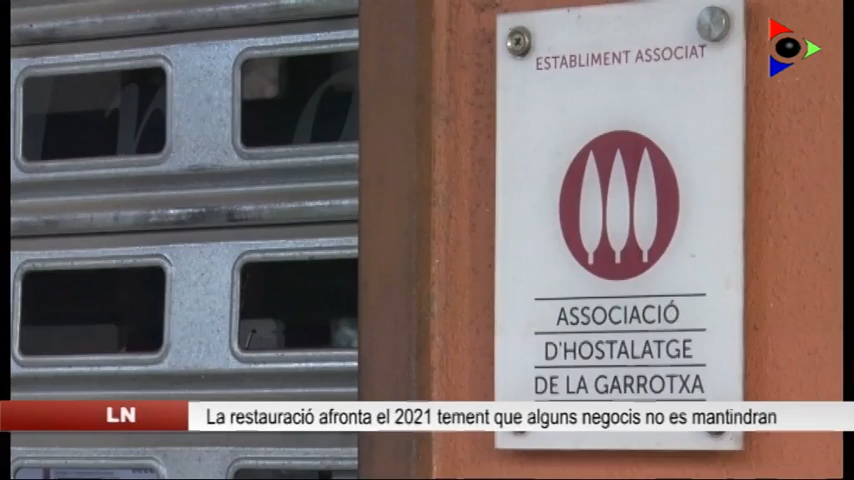 ESTABLIMENT ASSOCIAT
ASSOCIACIÓ
D'HOSTALATGE
DE LA GARROTXA
LN
La restauració afronta el 2021 tement que alguns negocis no es mantindran